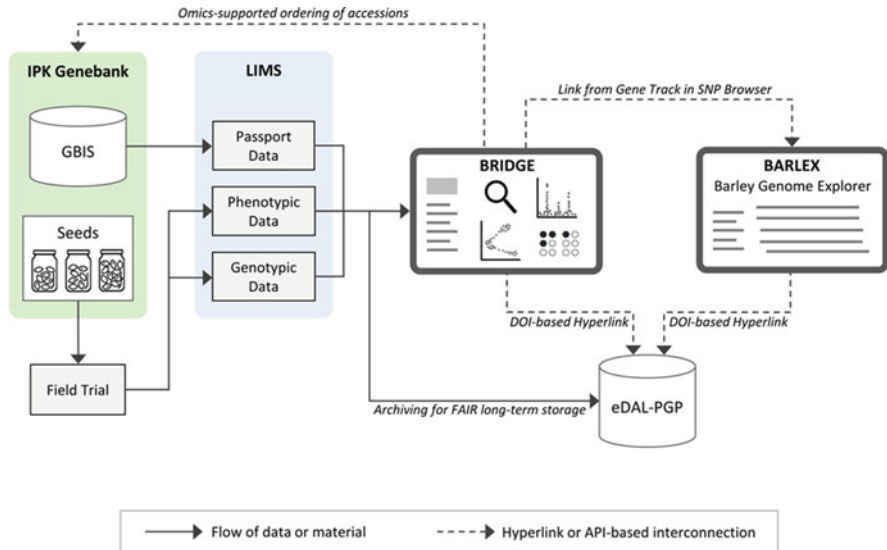 Omics-supported ordering of accessions
IPK Genebank
LIMS
Link from Gene Track in SNP Browser
GBIS
Passport
Data
BRIDGE
BARLEX
Barley Genome Explorer
Phenotypic
Data
Seeds
Genotypic
Data
DOI-based Hyperlink
DOI-based Hyperlink
Field Trial
eDAL-PGP
Archiving for FAIR long-term storage
Flow of data or material
Hyperlink or API-based interconnection